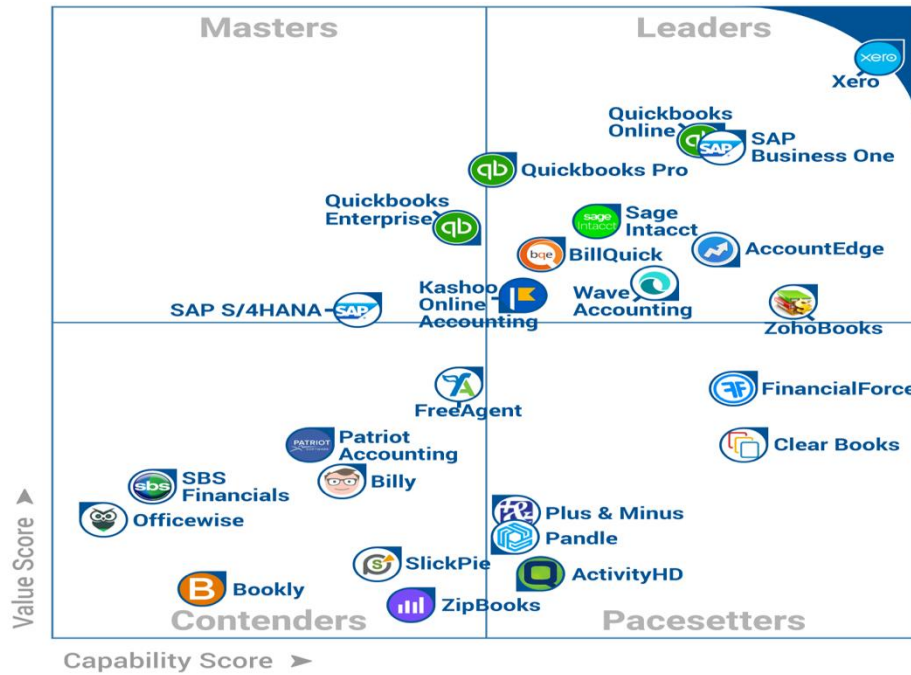 Masters
Leaders
xero
Xero
Quickbooks
Online
qb
SAP
SAP
Business One
qb
Quickbooks Pro
Quickbooks
Enterprise
qb
sage
Intacct
Sage
Intacct
bqe
BillQuick
AccountEdge
Kashoo
Online
Accounting
Wave
Accounting
SAP S/4HANA
SAP
ZohoBooks
FreeAgent
FinancialForce
PATRIOT
Patriot
Accounting
Clear Books
Billy
sbs
SBS
Financials
Officewise
Plus & Minus
Pandle
S
SlickPie
ActivityHD
B
Bookly
ZipBooks
Contenders
Pacesetters
Value Score
Capability Score